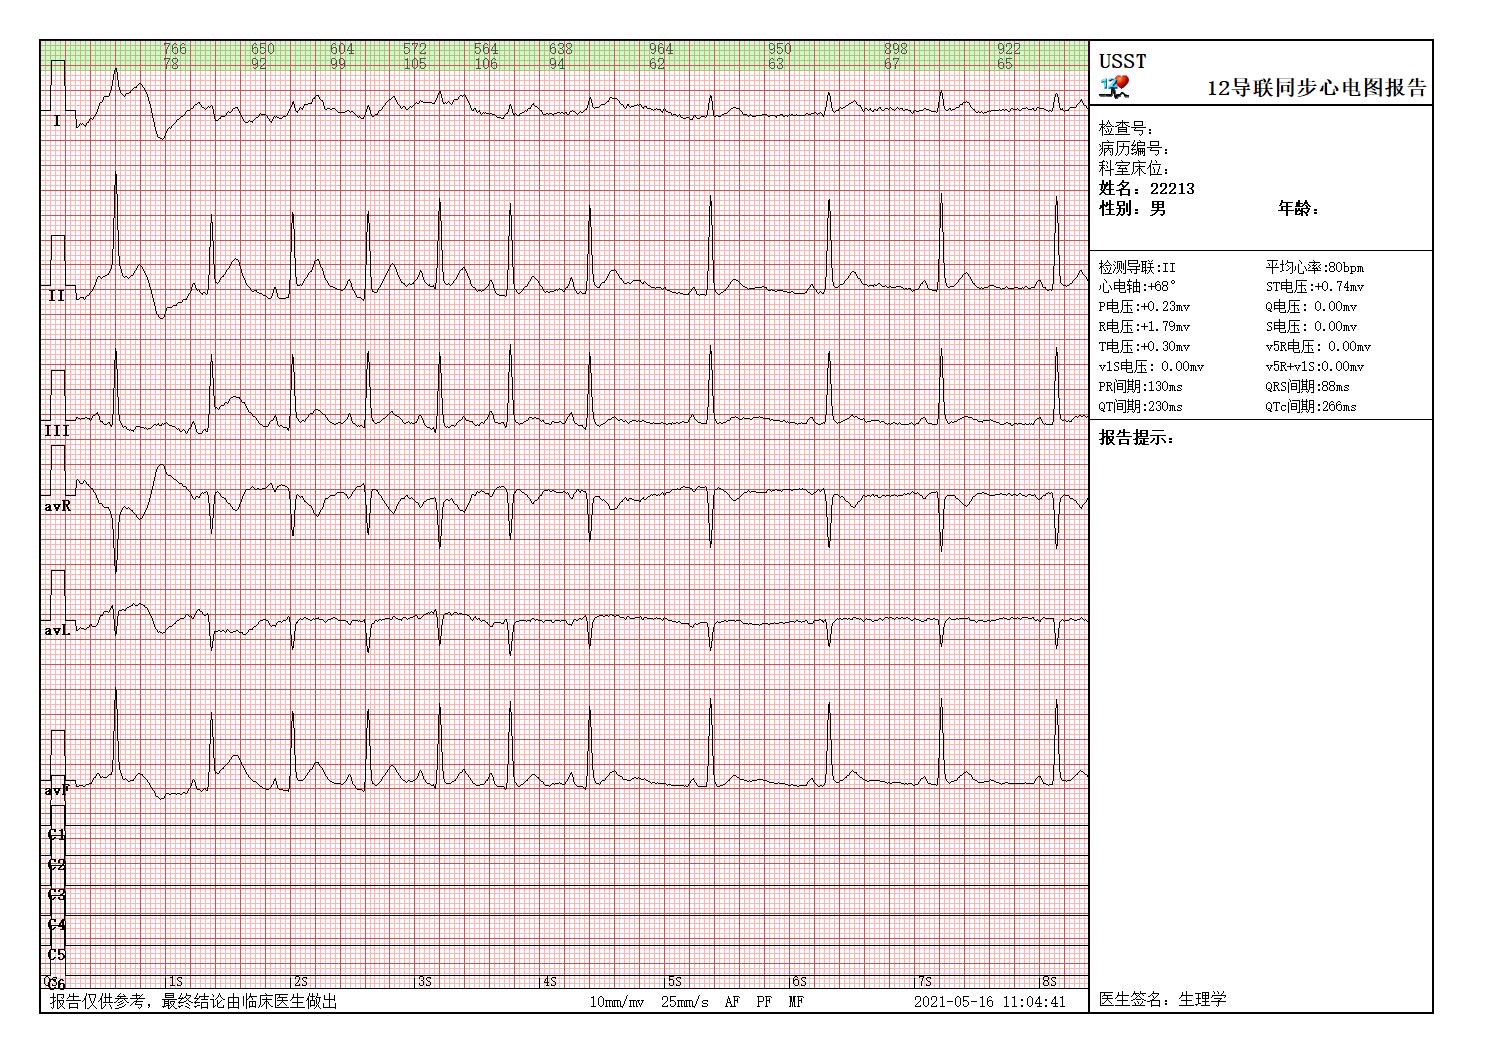 766 650 604 572 564 638 964 950 898 922
78 92 99 105 106 94 62 63 67 65
I
II
III
avR
avL
avF
C1
C2
C3
C4
C5
C6
0S 1S 2S 3S 4S 5S 6S 7S 8S
报告仅供参考，最终结论由临床医生做出 10mm/mv 25mm/s AF PF MF 2021-05-16 11:04:41
USST
12
12导联同步心电图报告
检查号：
病历编号：
科室床位：
姓名：22213
性别：男 年龄：
检测导联:II 平均心率:80bpm
心电轴:+68° ST电压:+0.74mv
P电压:+0.23mv Q电压: 0.00mv
R电压:+1.79mv S电压: 0.00mv
T电压:+0.30mv v5R电压: 0.00mv
v1S电压: 0.00mv v5R+v1S:0.00mv
PR间期:130ms QRS间期:88ms
QT间期:230ms QTc间期:266ms
报告提示：
医生签名：生理学